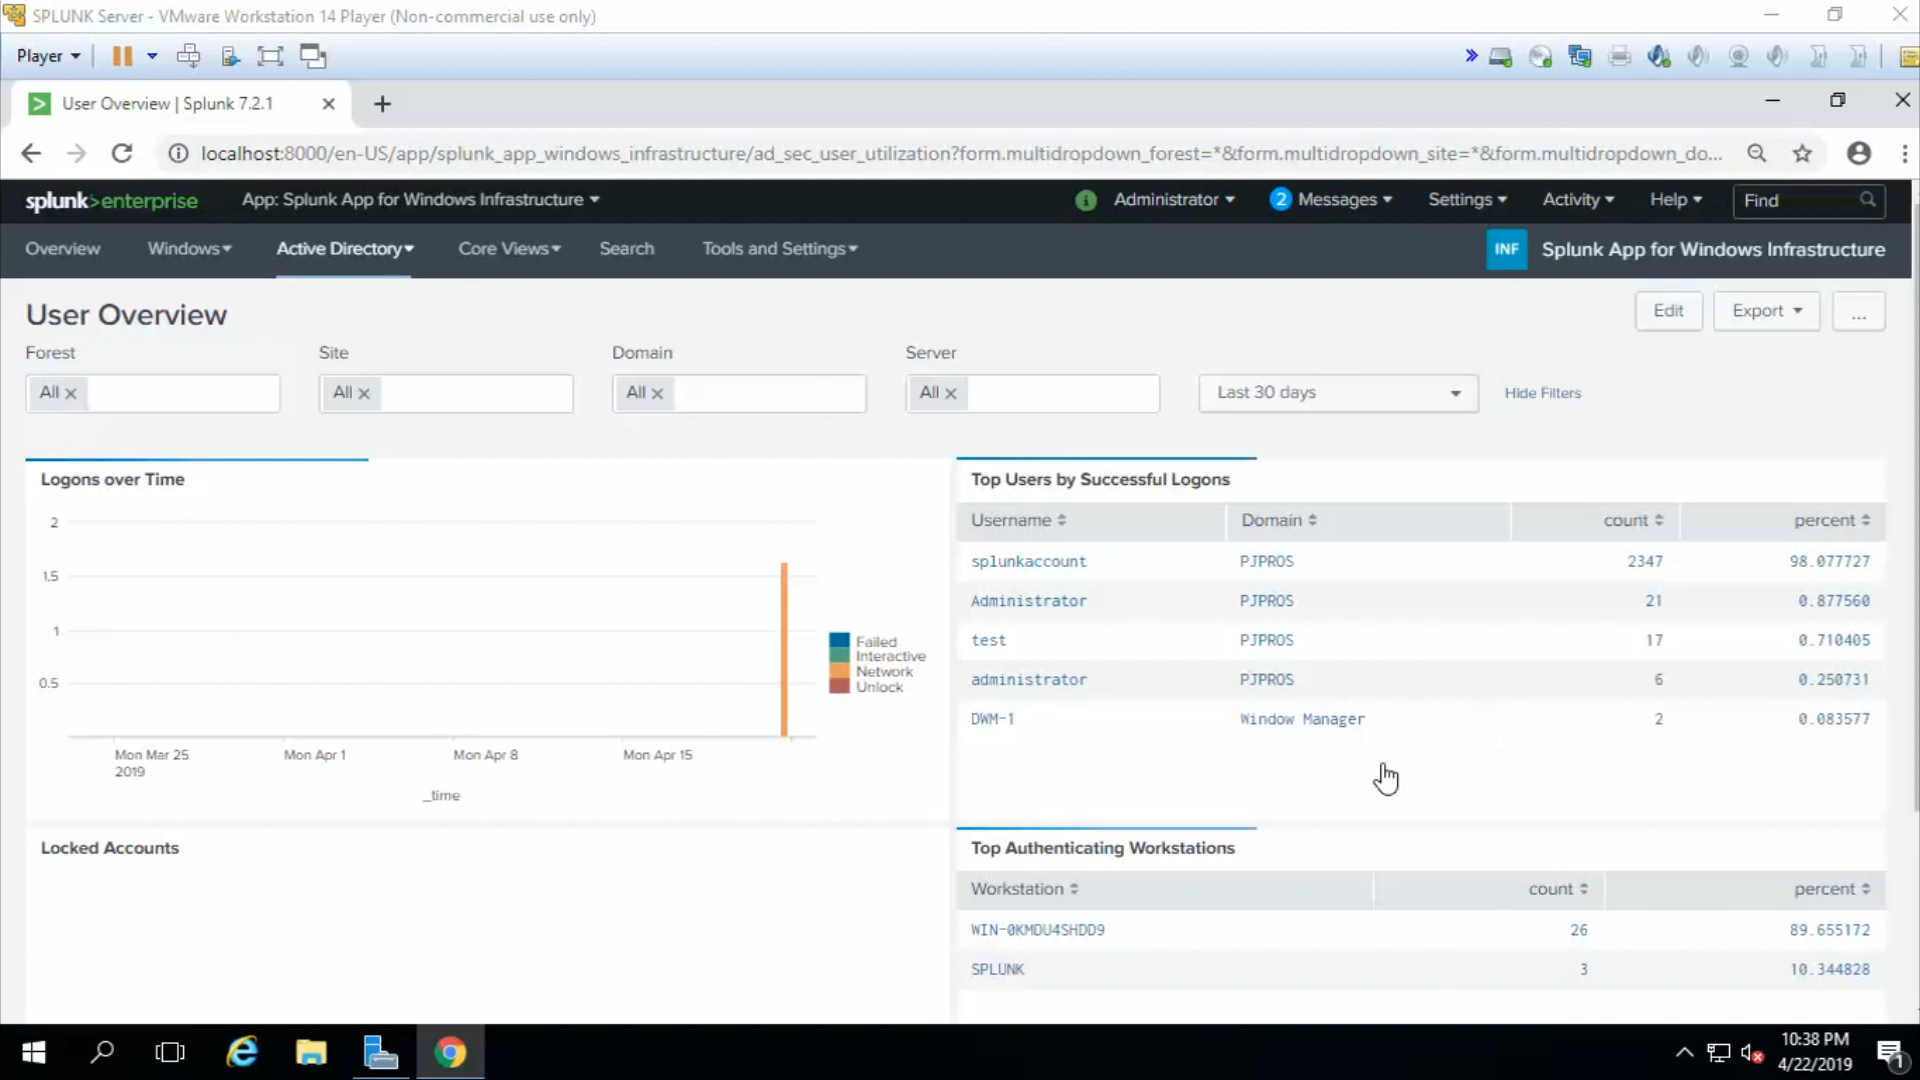 SPLUNK Server - VMware Workstation 14 Player (Non-commercial use only)
Player
User Overview | Splunk 7.2.1
localhost:8000/en-US/app/splunk_app_windows_infrastructure/ad_sec_user_utilization?form.multidropdown_forest=*&form.multidropdown_site=*&form.multidropdown_do...
splunk>enterprise App: Splunk App for Windows Infrastructure i Administrator 2 Messages Settings Activity Help Find
Overview Windows Active Directory Core Views Search Tools and Settings INF Splunk App for Windows Infrastructure
User Overview Edit Export ...
Forest Site Domain Server
All × All × All × All × Last 30 days Hide Filters
Logons over Time
2
1.5
1
0.5
Mon Mar 25
2019
Mon Apr 1
Mon Apr 8
Mon Apr 15
_time
Failed
Interactive
Network
Unlock
Top Users by Successful Logons
Username Domain count percent
splunkaccount PJPROS 2347 98.077727
Administrator PJPROS 21 0.877560
test PJPROS 17 0.710405
administrator PJPROS 6 0.250731
DWM-1 Window Manager 2 0.083577
Locked Accounts
Top Authenticating Workstations
Workstation count percent
WIN-0KMDU4SHDD9 26 89.655172
SPLUNK 3 10.344828
10:38 PM
4/22/2019
1